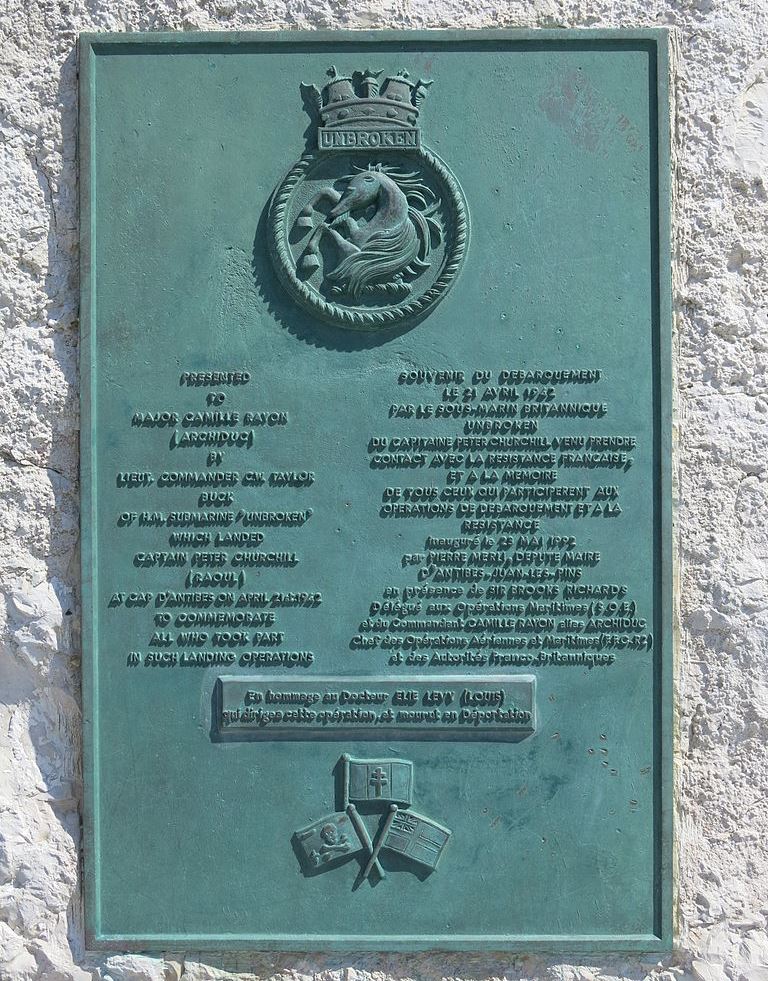 UNBROKEN
PRESENTED
TO
MAJOR CAMILLE RAYON
(ARCHIDUC)
BY
LIEUT. COMMANDER C.W. TAYLOR
BUCK
OF H.M. SUBMARINE 'UNBROKEN'
WHICH LANDED
CAPTAIN PETER CHURCHILL
(RAOUL)
AT CAP D'ANTIBES ON APRIL 21st 1942
TO COMMEMORATE
ALL WHO TOOK PART
IN SUCH LANDING OPERATIONS
SOUVENIR DU DEBARQUEMENT
LE 21 AVRIL 1942
PAR LE SOUS-MARIN BRITANNIQUE
UNBROKEN
DU CAPITAINE PETER CHURCHILL VENU PRENDRE
CONTACT AVEC LA RESISTANCE FRANCAISE,
ET A LA MEMOIRE
DE TOUS CEUX QUI PARTICIPERENT AUX
OPERATIONS DE DEBARQUEMENT ET A LA
RESISTANCE
Inauguré le 23 MAI 1992
par PIERRE MERLI, DEPUTE MAIRE
D'ANTIBES JUAN-LES-PINS
en présence de SIR BROOKS RICHARDS
Délégué aux Opérations Maritimes (S.O.E)
et du Commandant CAMILLE RAYON alias ARCHIDUC
Chef des Opérations Aériennes et Maritimes (F.F.C.R2)
et des Autorités Franco. Britanniques
En hommage au Docteur ELIE LEVY (LOUIS)
qui dirigea cette opération, et mourut en Déportation